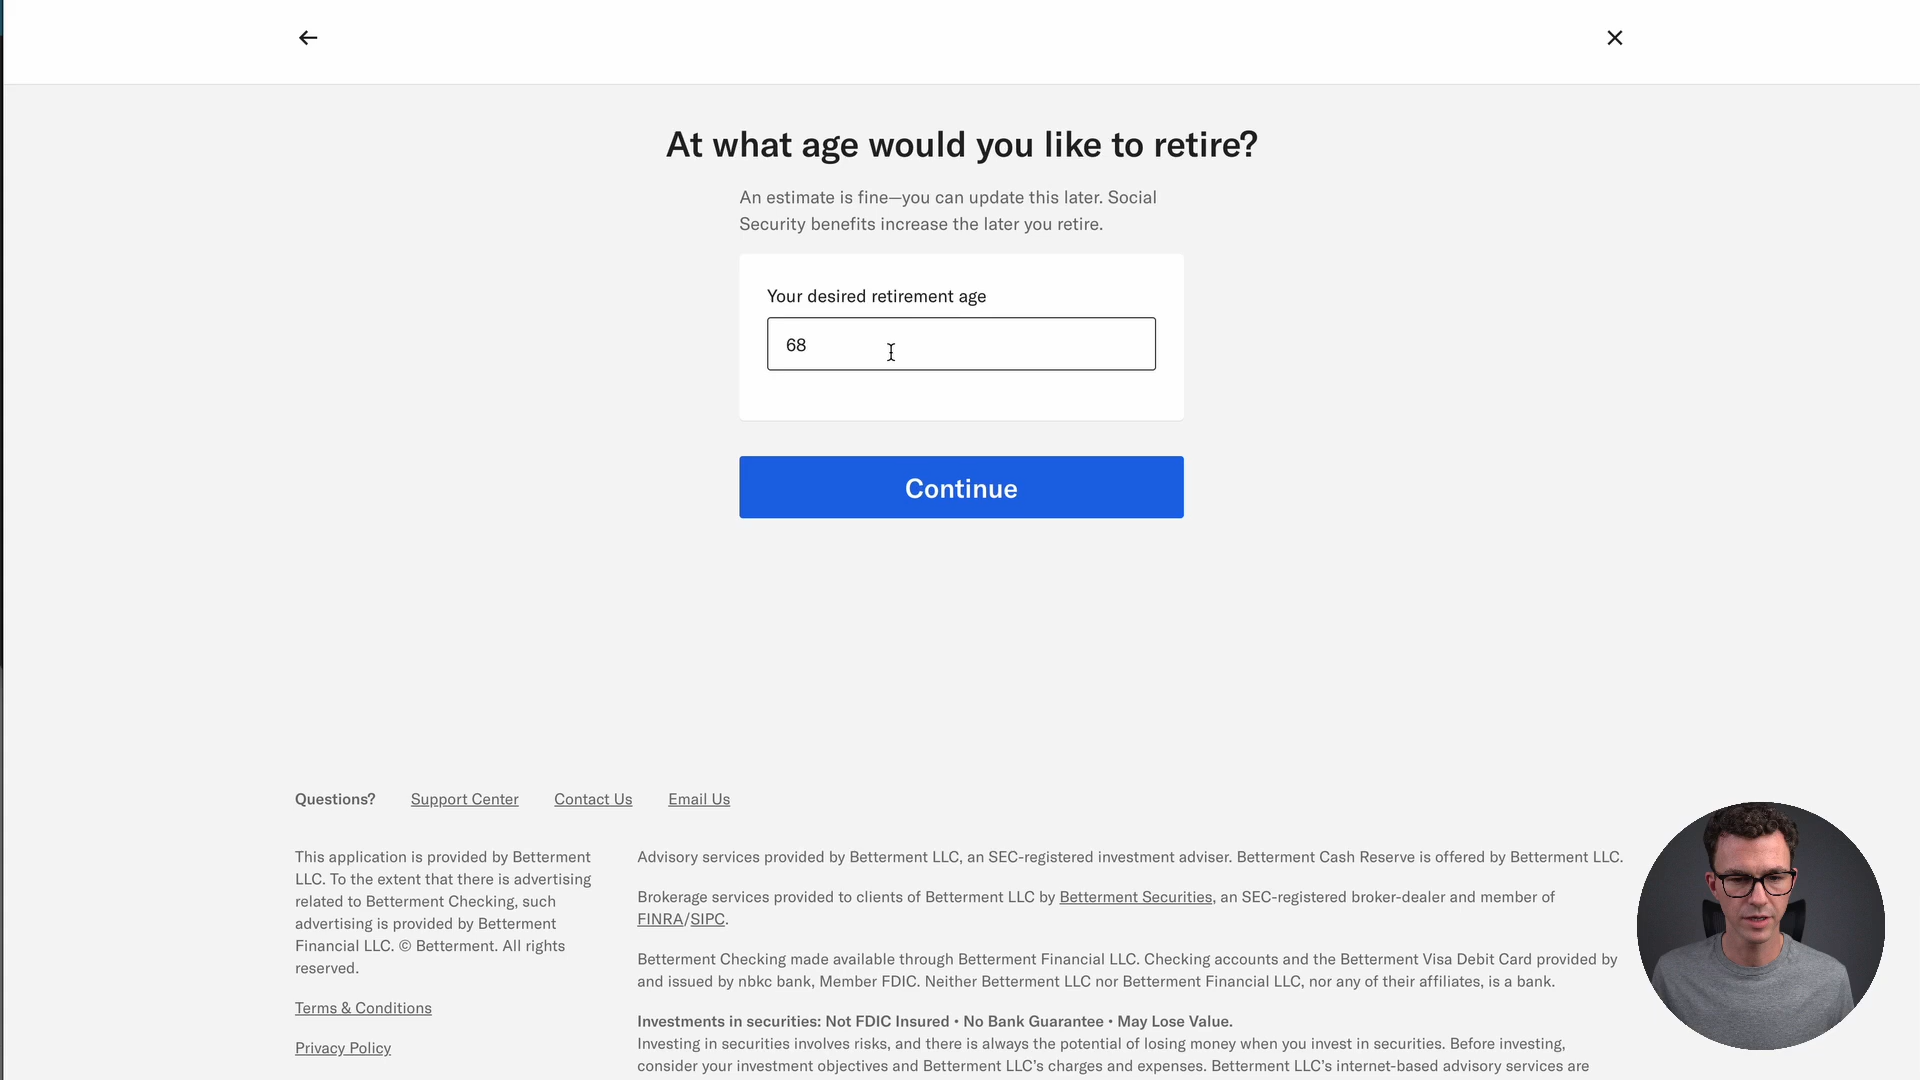 At what age would you like to retire?
An estimate is fine—you can update this later. Social
Security benefits increase the later you retire.
Your desired retirement age
68
Continue
Questions?
Support Center
Contact Us
Email Us
This application is provided by Betterment
LLC. To the extent that there is advertising
related to Betterment Checking, such
advertising is provided by Betterment
Financial LLC. © Betterment. All rights
reserved.
Terms & Conditions
Privacy Policy
Advisory services provided by Betterment LLC, an SEC-registered investment adviser. Betterment Cash Reserve is offered by Betterment LLC.
Brokerage services provided to clients of Betterment LLC by Betterment Securities, an SEC-registered broker-dealer and member of
FINRA/SIPC.
Betterment Checking made available through Betterment Financial LLC. Checking accounts and the Betterment Visa Debit Card provided by
and issued by nbkc bank, Member FDIC. Neither Betterment LLC nor Betterment Financial LLC, nor any of their affiliates, is a bank.
Investments in securities: Not FDIC Insured • No Bank Guarantee • May Lose Value.
Investing in securities involves risks, and there is always the potential of losing money when you invest in securities. Before investing,
consider your investment objectives and Betterment LLC's charges and expenses. Betterment LLC's internet-based advisory services are